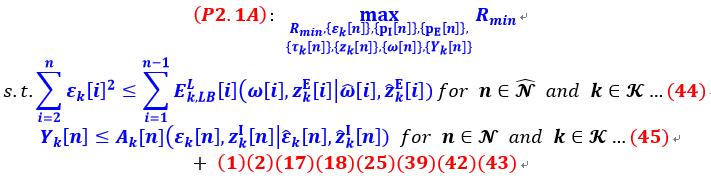 (P2.1A): max R_min
R_min,{ε_k[n]},{p_I[n]},{p_E[n]},
{τ_k[n]},{z_k[n]},{ω[n]},{Y_k[n]}
s.t. ∑_{i=2}^{n} ε_k[i]² ≤ ∑_{i=1}^{n-1} E^L_{k,LB}[i](ω[i], z_k^E[i]|ω̂[i], ẑ_k^E[i]) for n ∈ 𝒩̂ and k ∈ 𝒦 … (44)
Y_k[n] ≤ A_k[n](ε_k[n], z_k^I[n]|ε̂_k[n], ẑ_k^I[n]) for n ∈ 𝒩 and k ∈ 𝒦 … (45)
+ (1)(2)(17)(18)(25)(39)(42)(43)